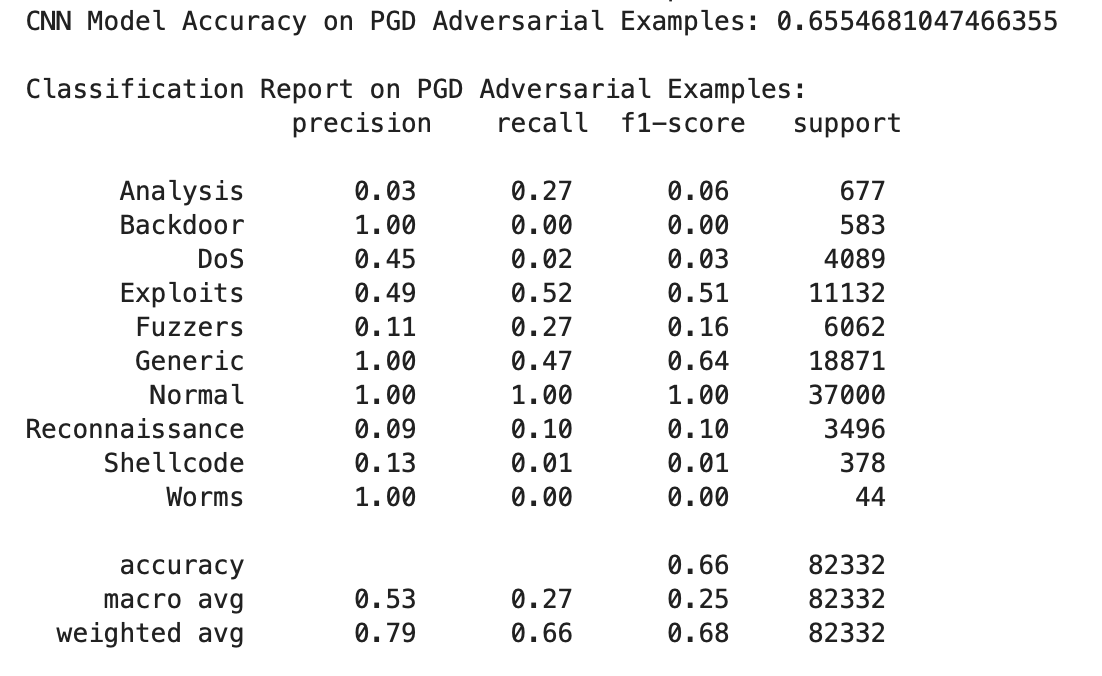 CNN Model Accuracy on PGD Adversarial Examples: 0.6554681047466355
Classification Report on PGD Adversarial Examples:
precision recall f1-score support
Analysis 0.03 0.27 0.06 677
Backdoor 1.00 0.00 0.00 583
DoS 0.45 0.02 0.03 4089
Exploits 0.49 0.52 0.51 11132
Fuzzers 0.11 0.27 0.16 6062
Generic 1.00 0.47 0.64 18871
Normal 1.00 1.00 1.00 37000
Reconnaissance 0.09 0.10 0.10 3496
Shellcode 0.13 0.01 0.01 378
Worms 1.00 0.00 0.00 44
accuracy 0.66 82332
macro avg 0.53 0.27 0.25 82332
weighted avg 0.79 0.66 0.68 82332